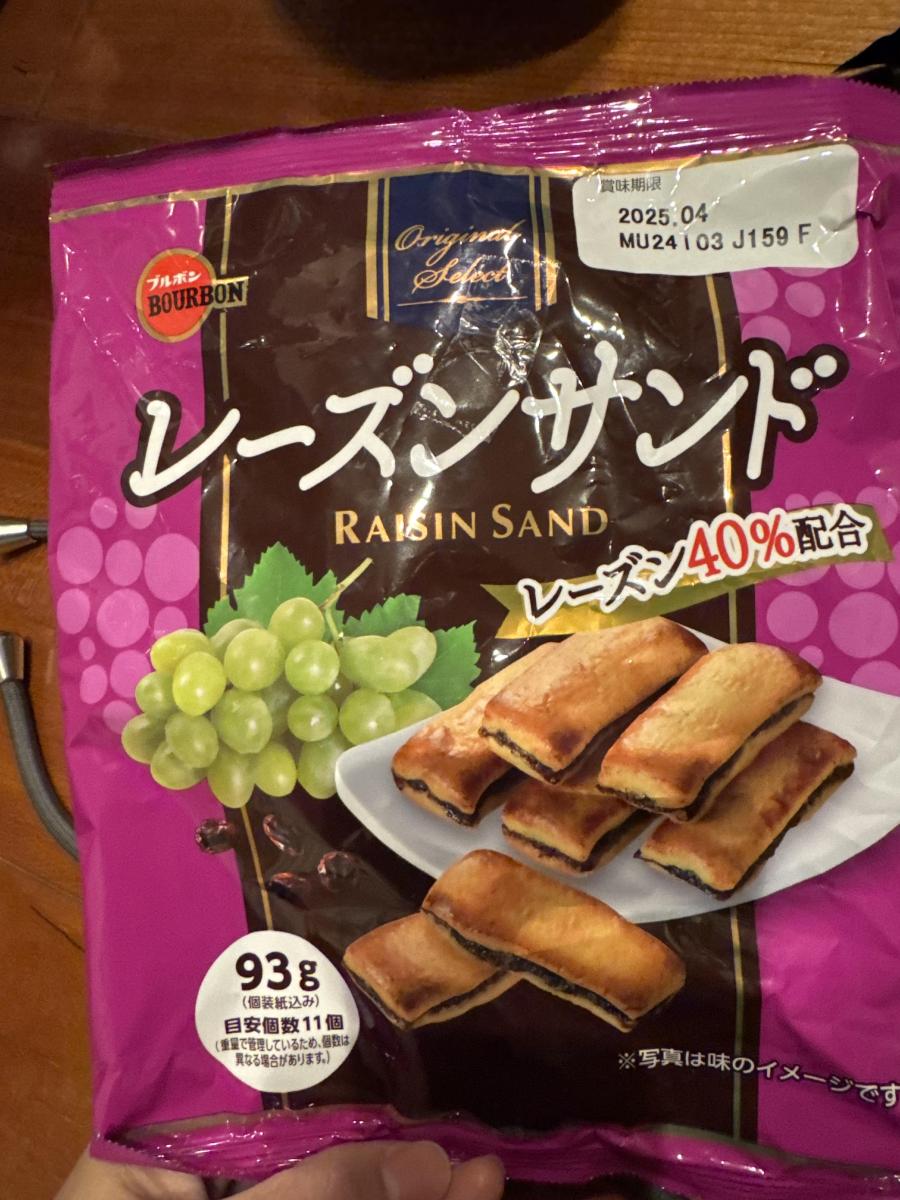 賞味期限
2025.04
MU24103 J159 F
Original
Select
ブルボン
BOURBON
レーズンサンド
RAISIN SAND
レーズン40%配合
93g
(個装紙込み)
目安個数11個
(重量で管理しているため、個数は
異なる場合があります。)
※写真は味のイメージです